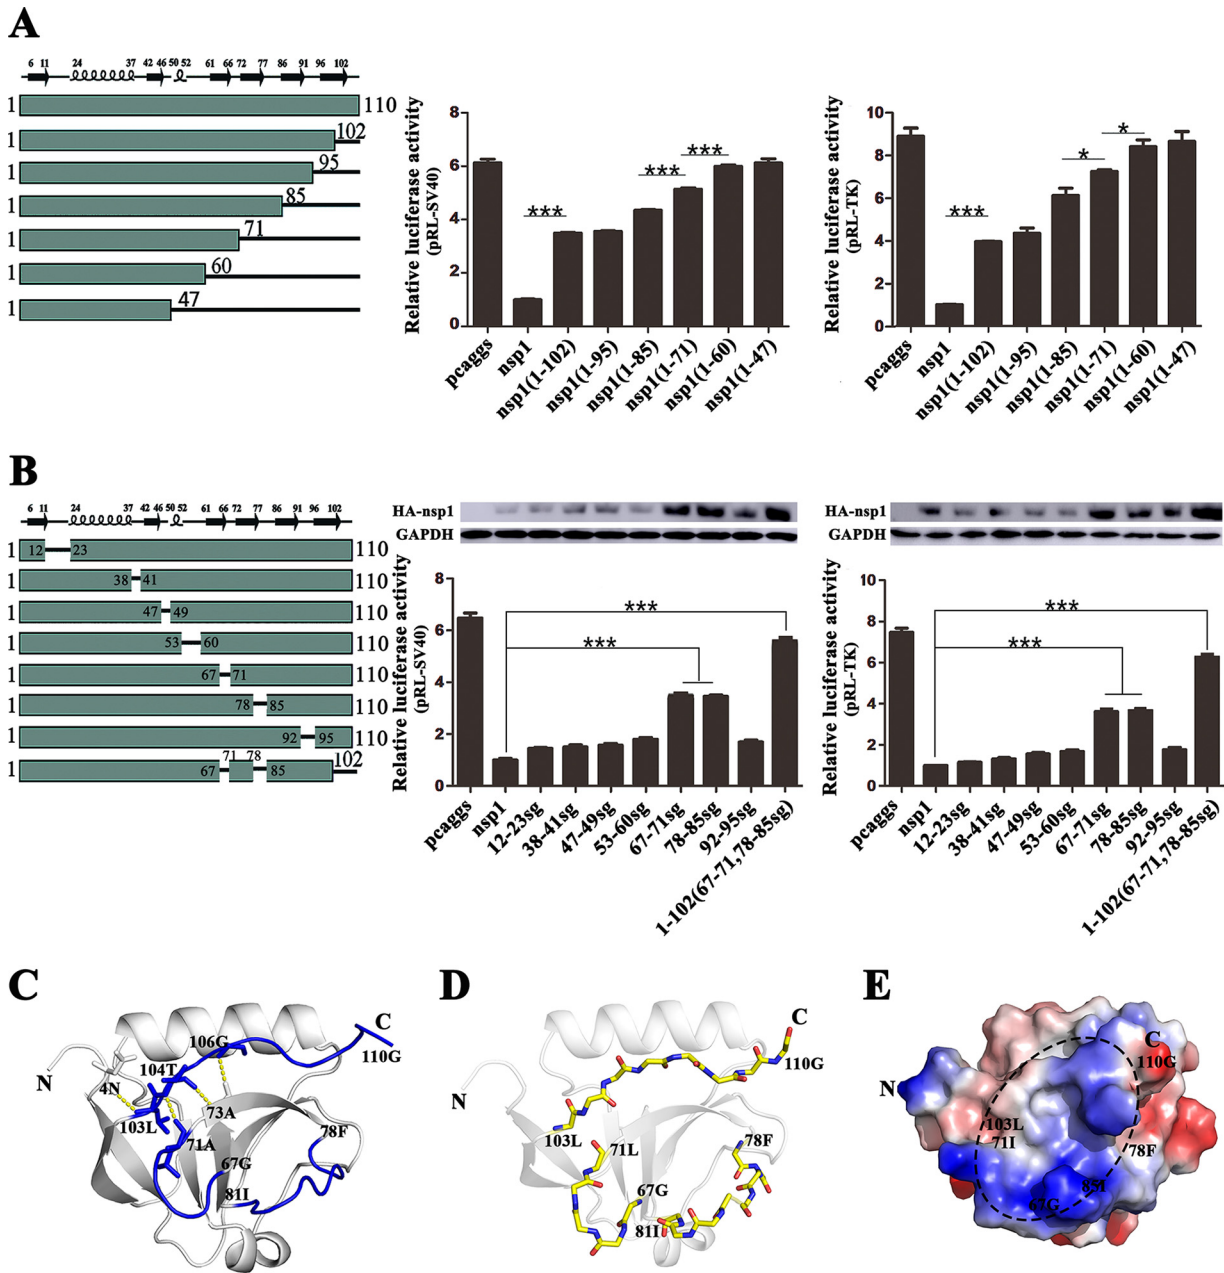 A
6 11 24 37 42 46 50 52 61 66 72 77 86 91 96 102
1 110
1 102
1 95
1 85
1 71
1 60
1 47
Relative luciferase activity
(pRL-SV40)
8
6
4
2
0
*** *** ***
pcaggs
nsp1
nsp1(1-102)
nsp1(1-95)
nsp1(1-85)
nsp1(1-71)
nsp1(1-60)
nsp1(1-47)
Relative luciferase activity
(pRL-TK)
10
8
6
4
2
0
*** * *
pcaggs
nsp1
nsp1(1-102)
nsp1(1-95)
nsp1(1-85)
nsp1(1-71)
nsp1(1-60)
nsp1(1-47)
B
6 11 24 37 42 46 50 52 61 66 72 77 86 91 96 102
1 12 23 110
1 38 41 110
1 47 49 110
1 53 60 110
1 67 71 110
1 78 85 110
1 92 95 110
1 67 71 78 85 102
HA-nsp1
GAPDH
Relative luciferase activity
(pRL-SV40)
8
6
4
2
0
***
***
pcaggs
nsp1
12-23sg
38-41sg
47-49sg
53-60sg
67-71sg
78-85sg
92-95sg
1-102(67-71,78-85sg)
HA-nsp1
GAPDH
Relative luciferase activity
(pRL-TK)
10
8
6
4
2
0
***
***
pcaggs
nsp1
12-23sg
38-41sg
47-49sg
53-60sg
67-71sg
78-85sg
92-95sg
1-102(67-71,78-85sg)
C
C
110G
106G
104T
N
4N
73A
103L
71A
78F
67G
81I
D
C
110G
N
103L
71L
78F
67G
81I
E
C
110G
N
103L
71I
78F
85I
67G